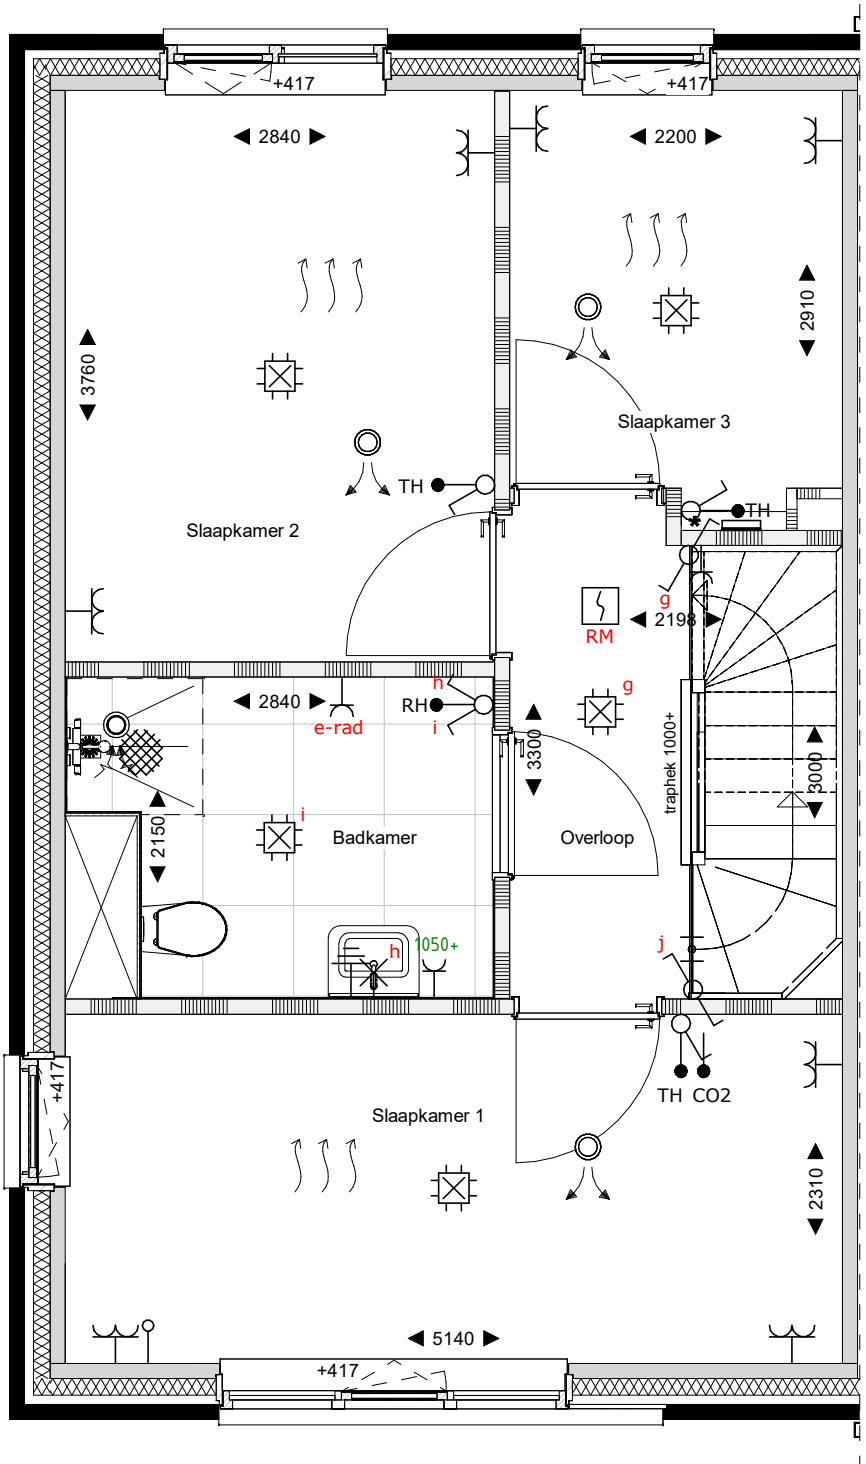 +417
+417
2840
2200
2910
3760
Slaapkamer 3
TH
TH
*
Slaapkamer 2
g
RM
2198
h
2840
RH
e-rad
i
g
3300
traphek 1000+
3000
i
2150
Badkamer
Overloop
h
1050+
j
+417
TH CO2
Slaapkamer 1
2310
5140
+417